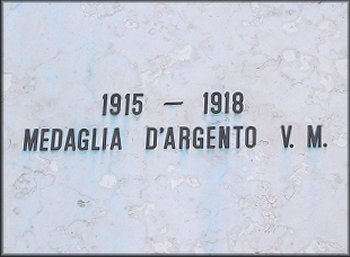 1915 — 1918
MEDAGLIA D'ARGENTO V. M.